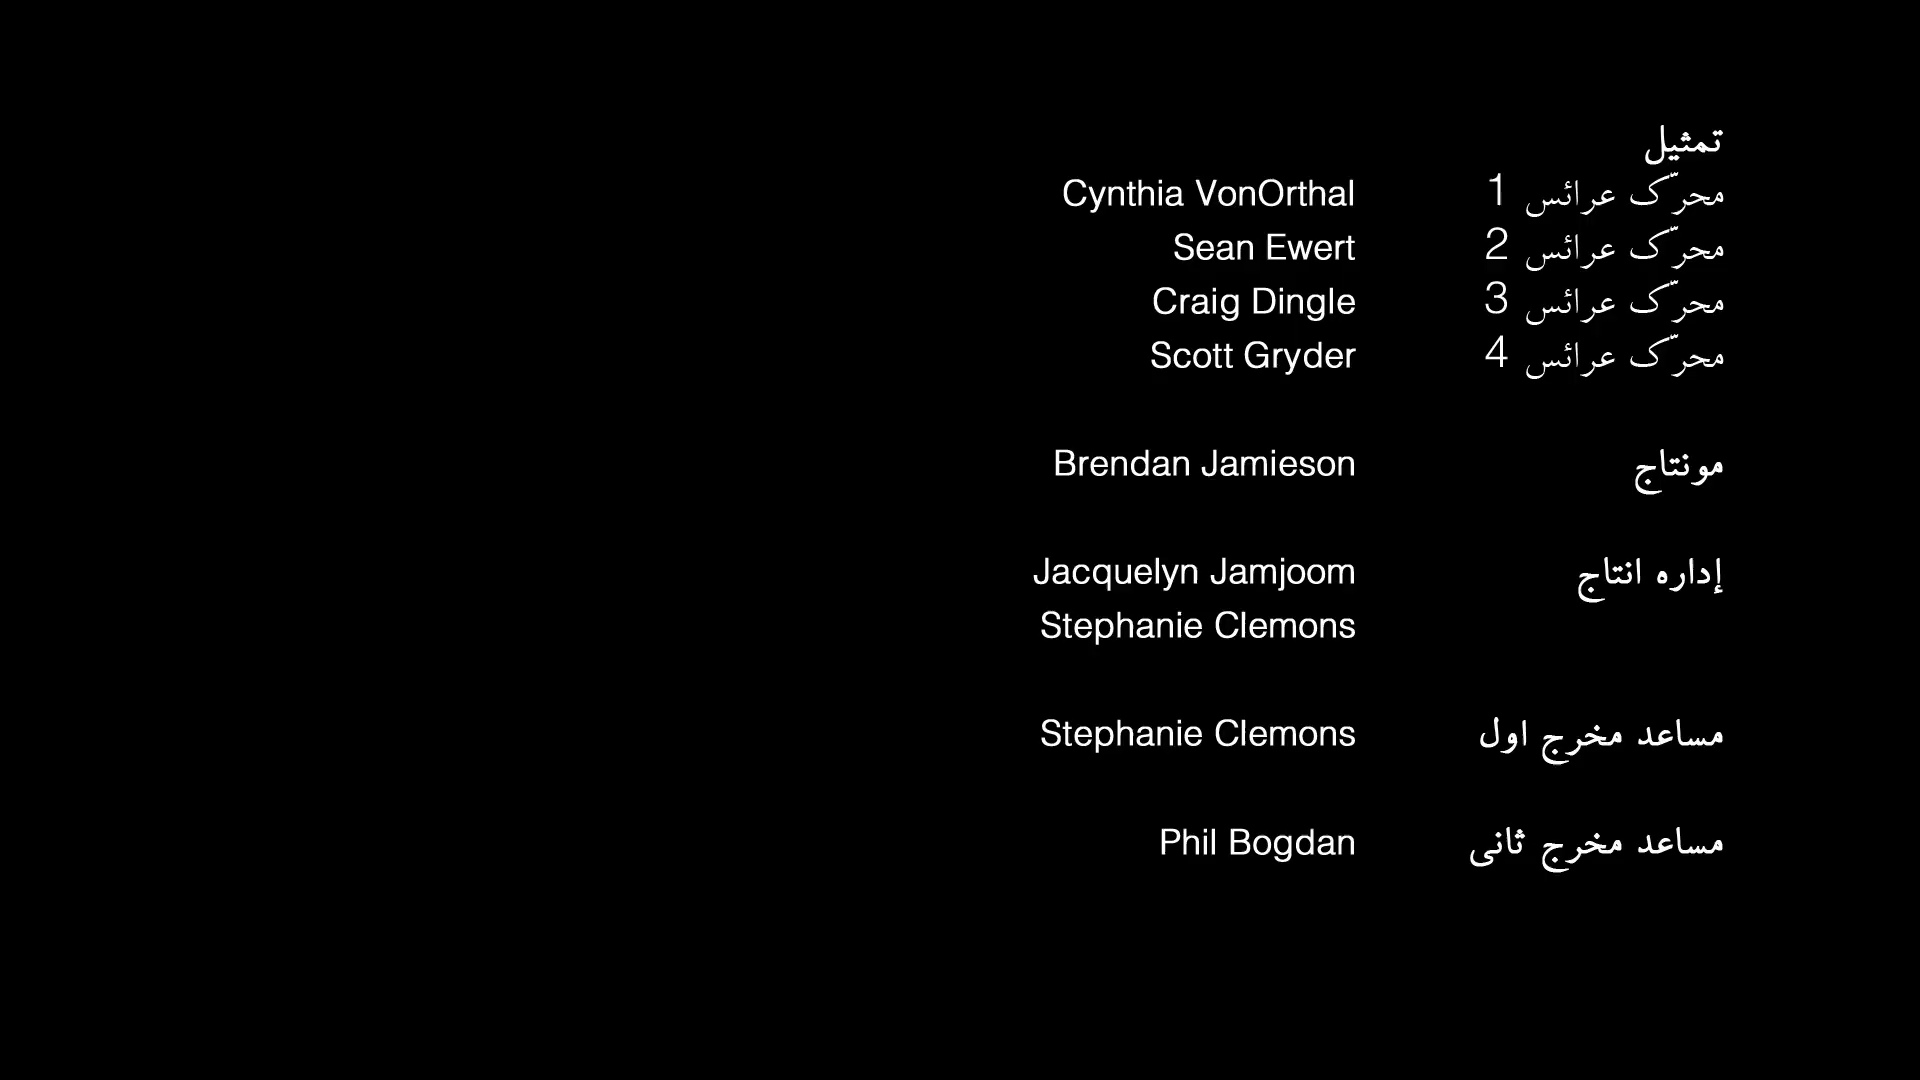 تمثيل
محرّک عرائس 1 Cynthia VonOrthal
محرّک عرائس 2 Sean Ewert
محرّک عرائس 3 Craig Dingle
محرّک عرائس 4 Scott Gryder
مونتاج Brendan Jamieson
إداره انتاج Jacquelyn Jamjoom
Stephanie Clemons
مساعد مخرج اول Stephanie Clemons
مساعد مخرج ثانى Phil Bogdan